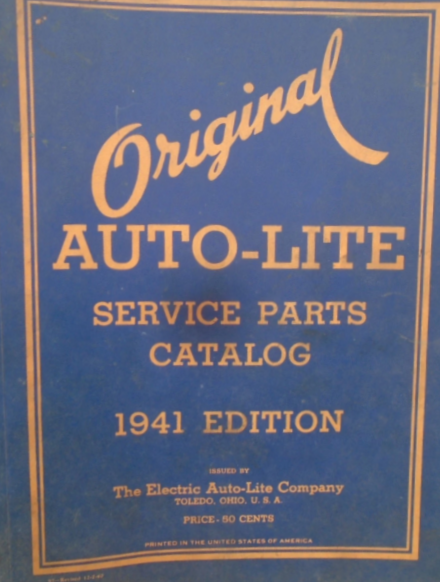 Original
AUTO-LITE
SERVICE PARTS
CATALOG
1941 EDITION
ISSUED BY
The Electric Auto-Lite Company
TOLEDO, OHIO, U. S. A.
PRICE - 50 CENTS
PRINTED IN THE UNITED STATES OF AMERICA